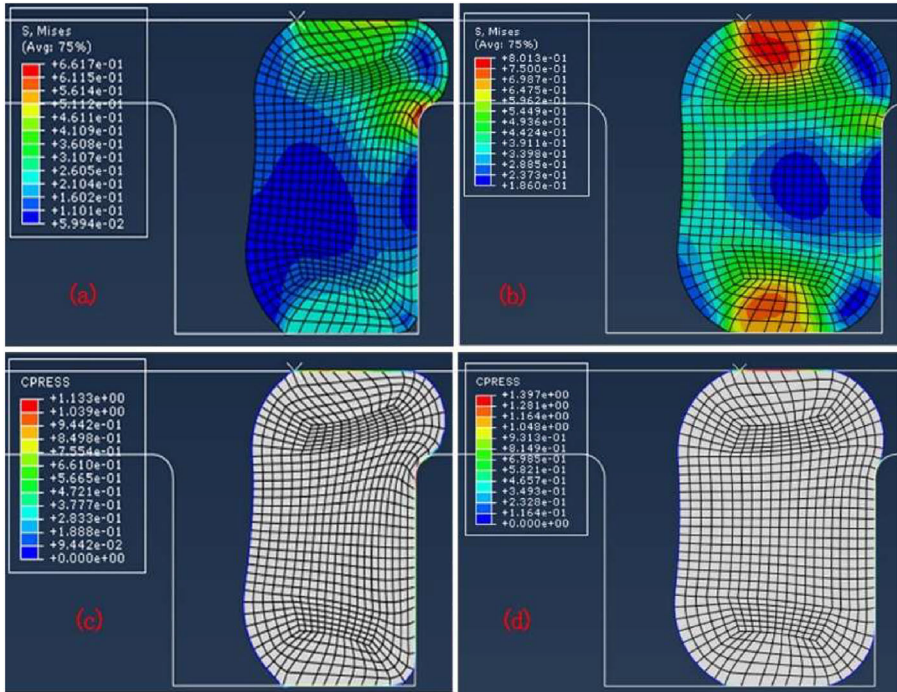 S, Mises
(Avg: 75%)
+6.617e-01
+6.115e-01
+5.614e-01
+5.112e-01
+4.611e-01
+4.109e-01
+3.608e-01
+3.107e-01
+2.605e-01
+2.104e-01
+1.602e-01
+1.101e-01
+5.994e-02
(a)
S, Mises
(Avg: 75%)
+8.013e-01
+7.500e-01
+6.987e-01
+6.475e-01
+5.962e-01
+5.449e-01
+4.936e-01
+4.424e-01
+3.911e-01
+3.398e-01
+2.885e-01
+2.373e-01
+1.860e-01
(b)
CPRESS
+1.133e+00
+1.039e+00
+9.442e-01
+8.498e-01
+7.554e-01
+6.610e-01
+5.665e-01
+4.721e-01
+3.777e-01
+2.833e-01
+1.888e-01
+9.442e-02
+0.000e+00
(c)
CPRESS
+1.397e+00
+1.281e+00
+1.164e+00
+1.048e+00
+9.313e-01
+8.149e-01
+6.985e-01
+5.821e-01
+4.657e-01
+3.493e-01
+2.328e-01
+1.164e-01
+0.000e+00
(d)